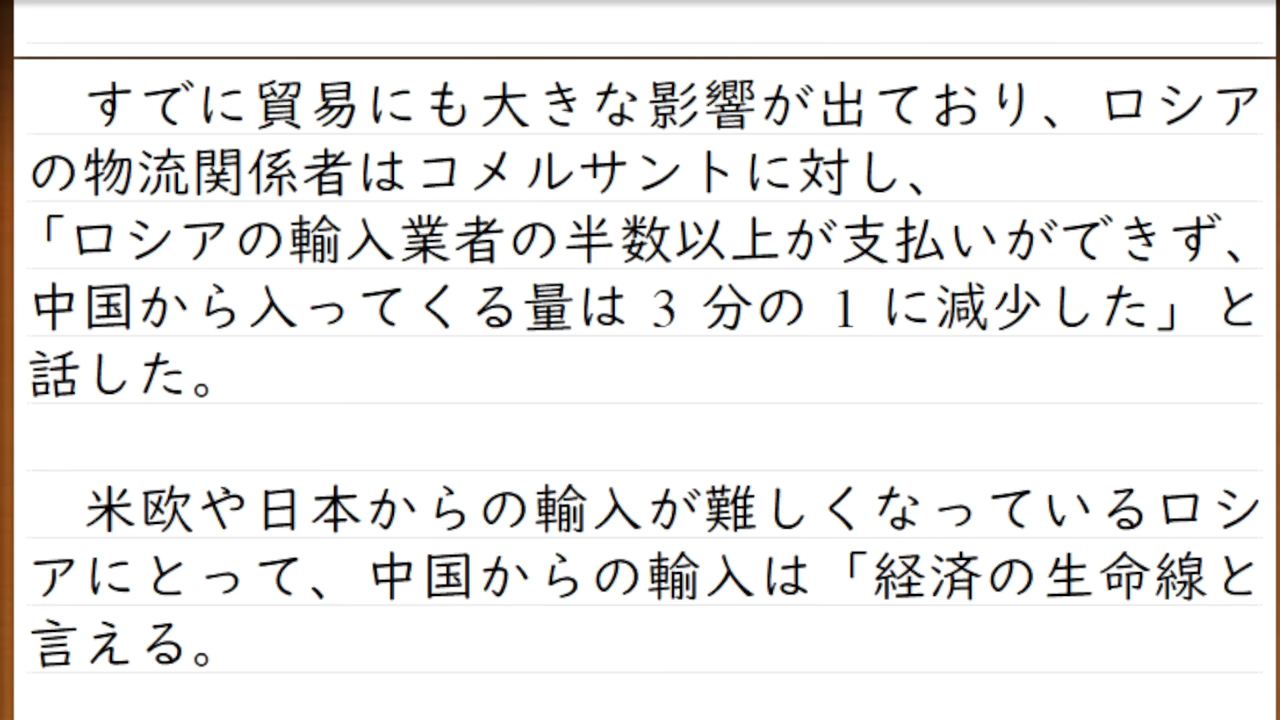 すでに貿易にも大きな影響が出ており、ロシア
の物流関係者はコメルサントに対し、
「ロシアの輸入業者の半数以上が支払いができず、
中国から入ってくる量は 3 分の 1 に減少した」と
話した。
米欧や日本からの輸入が難しくなっているロシ
アにとって、中国からの輸入は「経済の生命線と
言える。